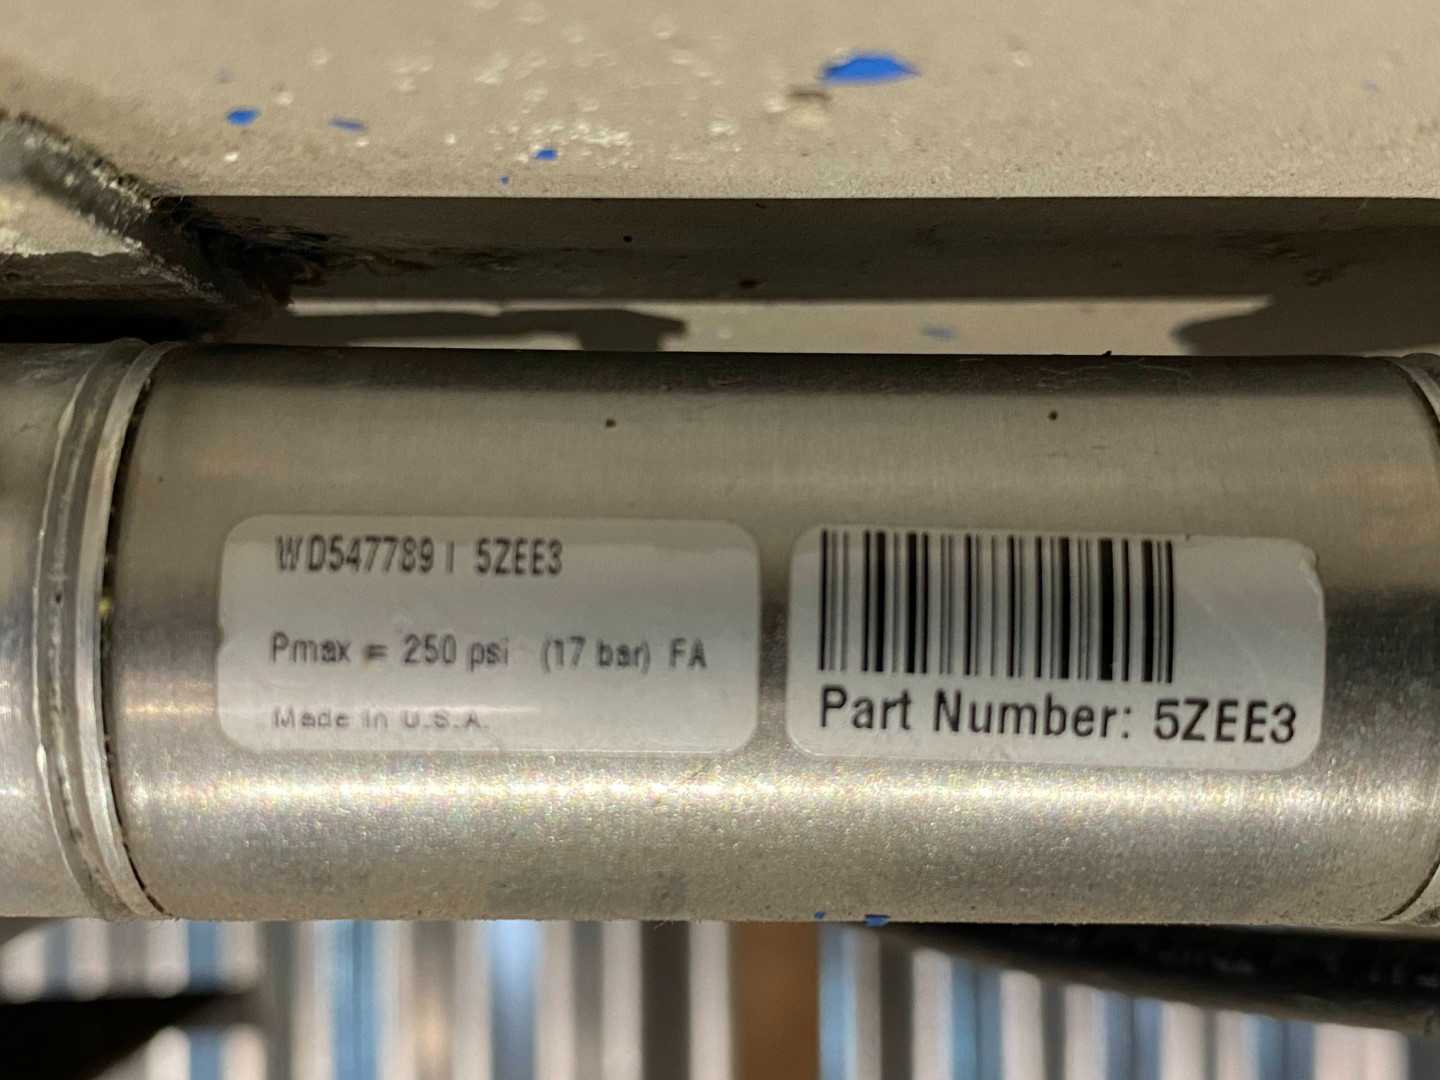 WD547789 | 5ZEE3
Pmax = 250 psi (17 bar) FA
Made in U.S.A.
Part Number: 5ZEE3